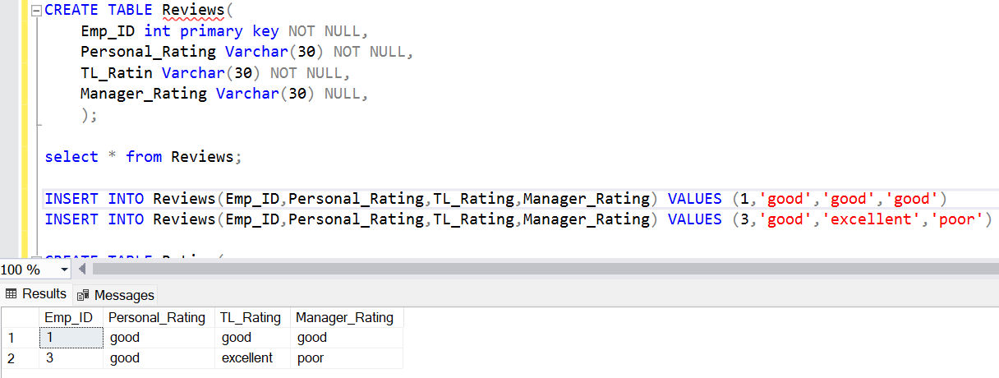 CREATE TABLE Reviews(
Emp_ID int primary key NOT NULL,
Personal_Rating Varchar(30) NOT NULL,
TL_Ratin Varchar(30) NOT NULL,
Manager_Rating Varchar(30) NULL,
);
select * from Reviews;
INSERT INTO Reviews(Emp_ID,Personal_Rating,TL_Rating,Manager_Rating) VALUES (1,'good','good','good')
INSERT INTO Reviews(Emp_ID,Personal_Rating,TL_Rating,Manager_Rating) VALUES (3,'good','excellent','poor')
CREATE TABLE
100 %
Results Messages
Emp_ID Personal_Rating TL_Rating Manager_Rating
1 1 good good good
2 3 good excellent poor